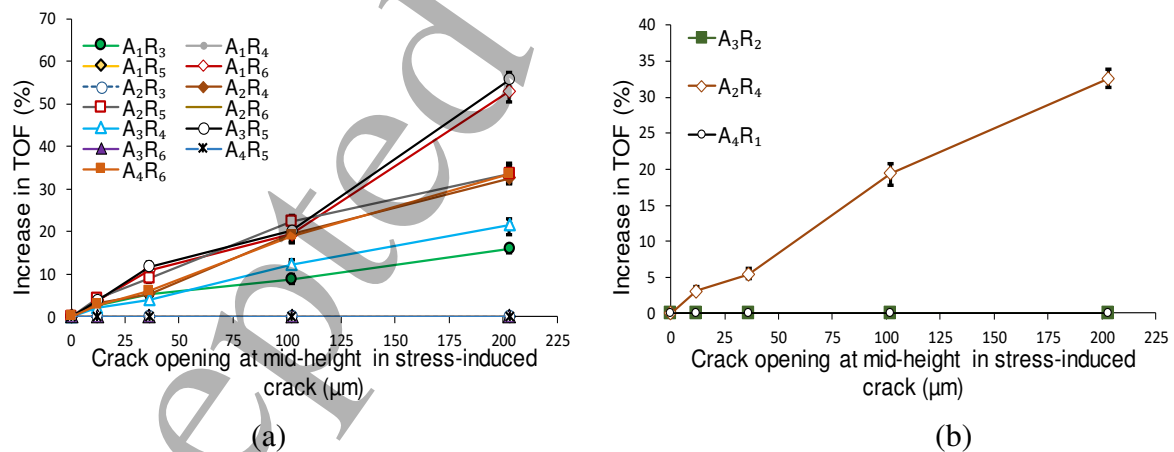 70
60
50
40
30
20
10
0
Increase in TOF (%)
A₁R₃
A₁R₄
A₁R₅
A₁R₆
A₂R₃
A₂R₄
A₂R₅
A₂R₆
A₃R₄
A₃R₅
A₃R₆
A₄R₅
A₄R₆
0 25 50 75 100 125 150 175 200 225
Crack opening at mid-height in stress-induced
crack (µm)
(a)
40
35
30
25
20
15
10
5
0
Increase in TOF (%)
A₃R₂
A₂R₄
A₄R₁
0 25 50 75 100 125 150 175 200 225
Crack opening at mid-height in stress-induced
crack (µm)
(b)
epted